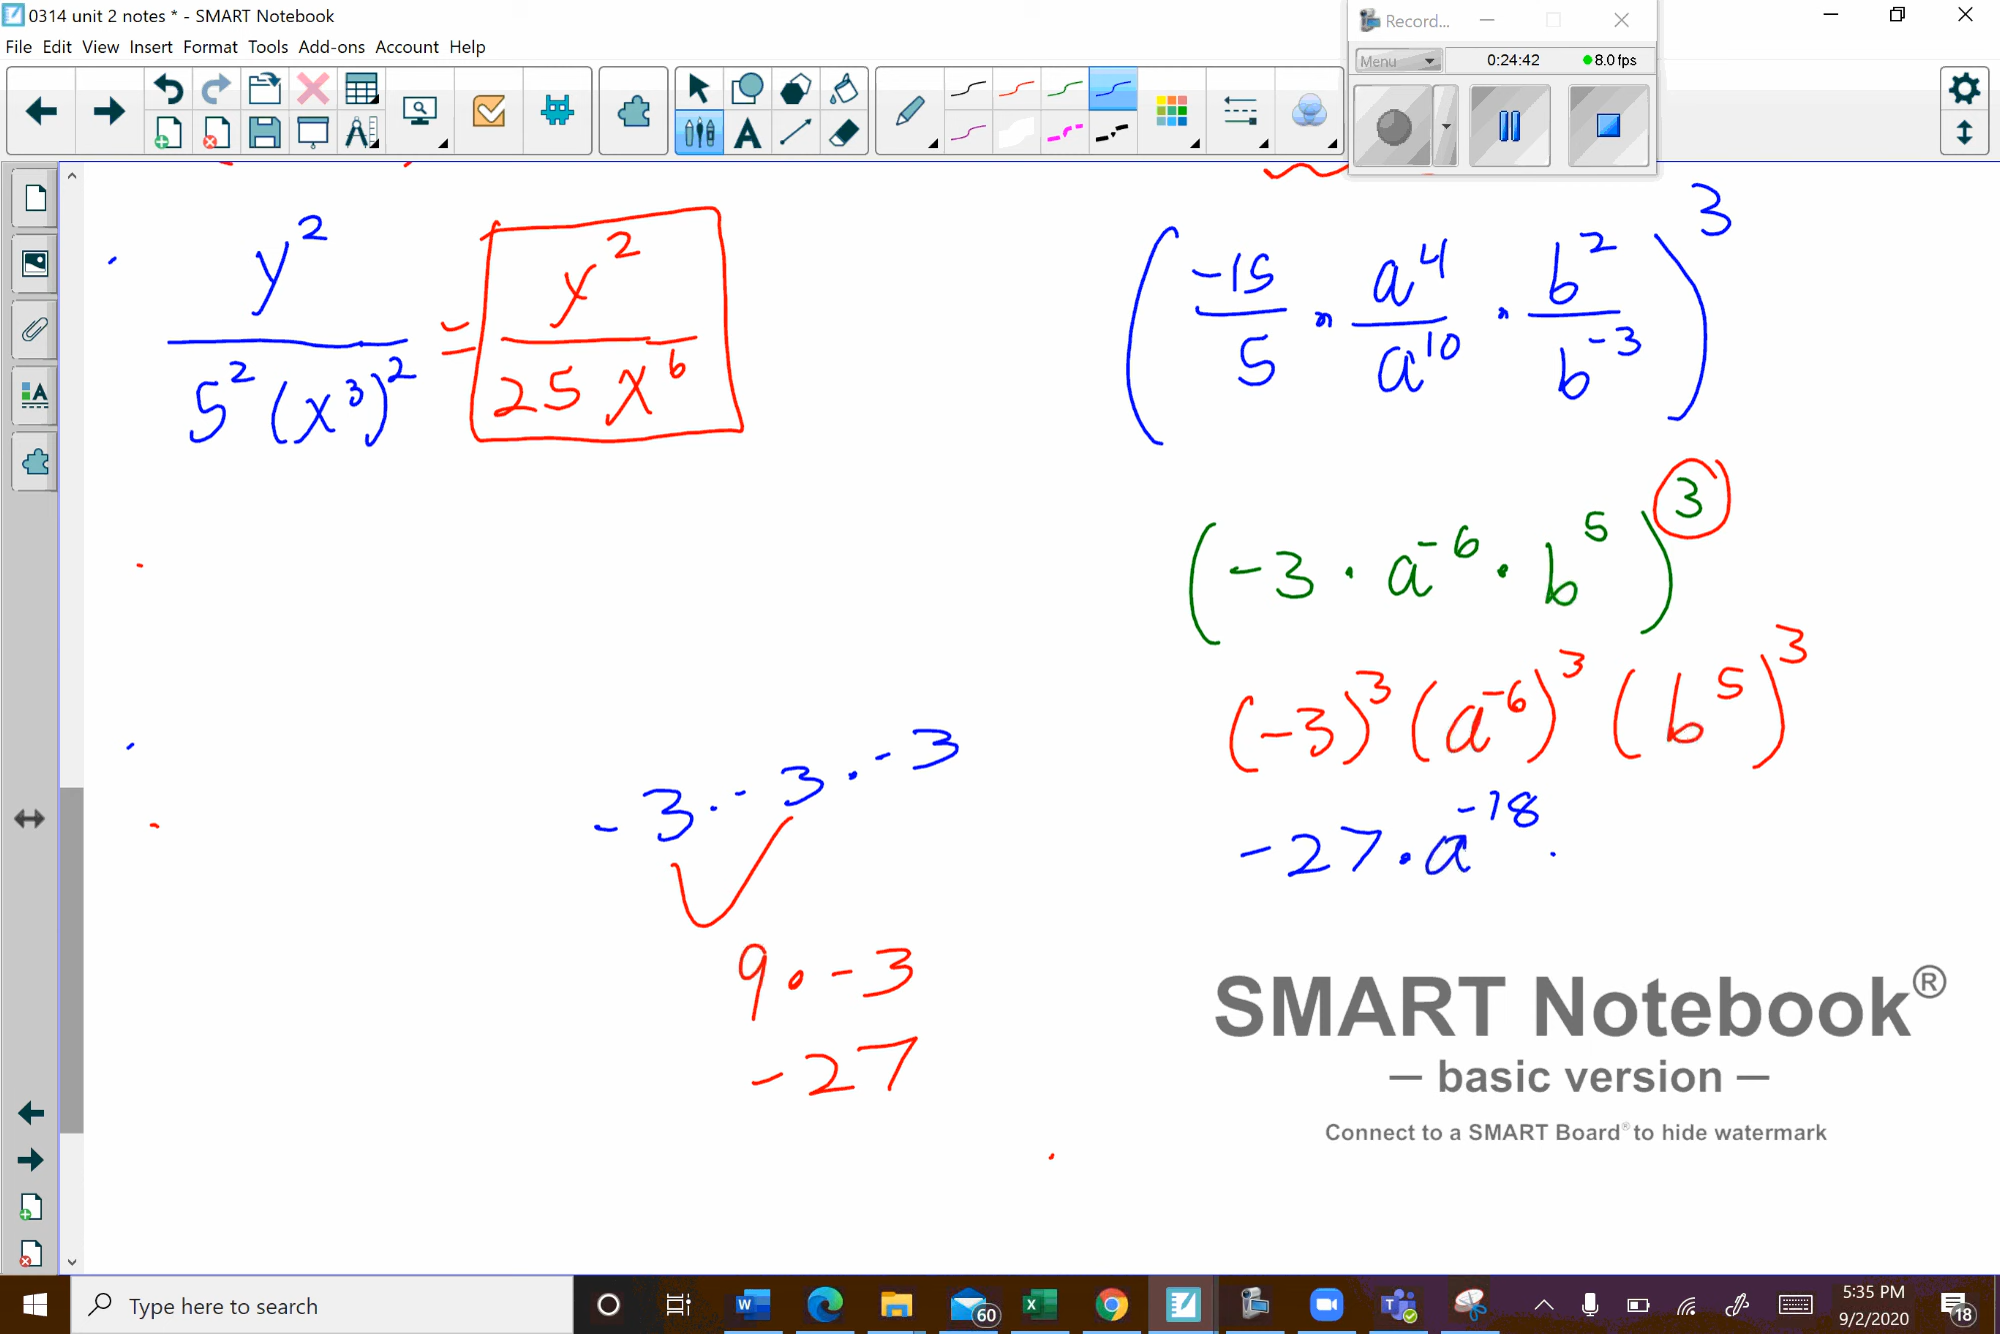 0314 unit 2 notes * - SMART Notebook
Record...
File Edit View Insert Format Tools Add-ons Account Help
Menu
0:24:42
8.0 fps
y^2 / 5^2 (x^3)^2 = y^2 / 25 x^6
(-15/5 · a^4/a^10 · b^2/b^-3)^3
(-3 · a^-6 · b^5)^3
(-3)^3 (a^-6)^3 (b^5)^3
-3 · -3 · -3
-27 · a^-18 ·
9 · -3
-27
SMART Notebook®
— basic version —
Connect to a SMART Board® to hide watermark
Type here to search
60
5:35 PM
9/2/2020
18